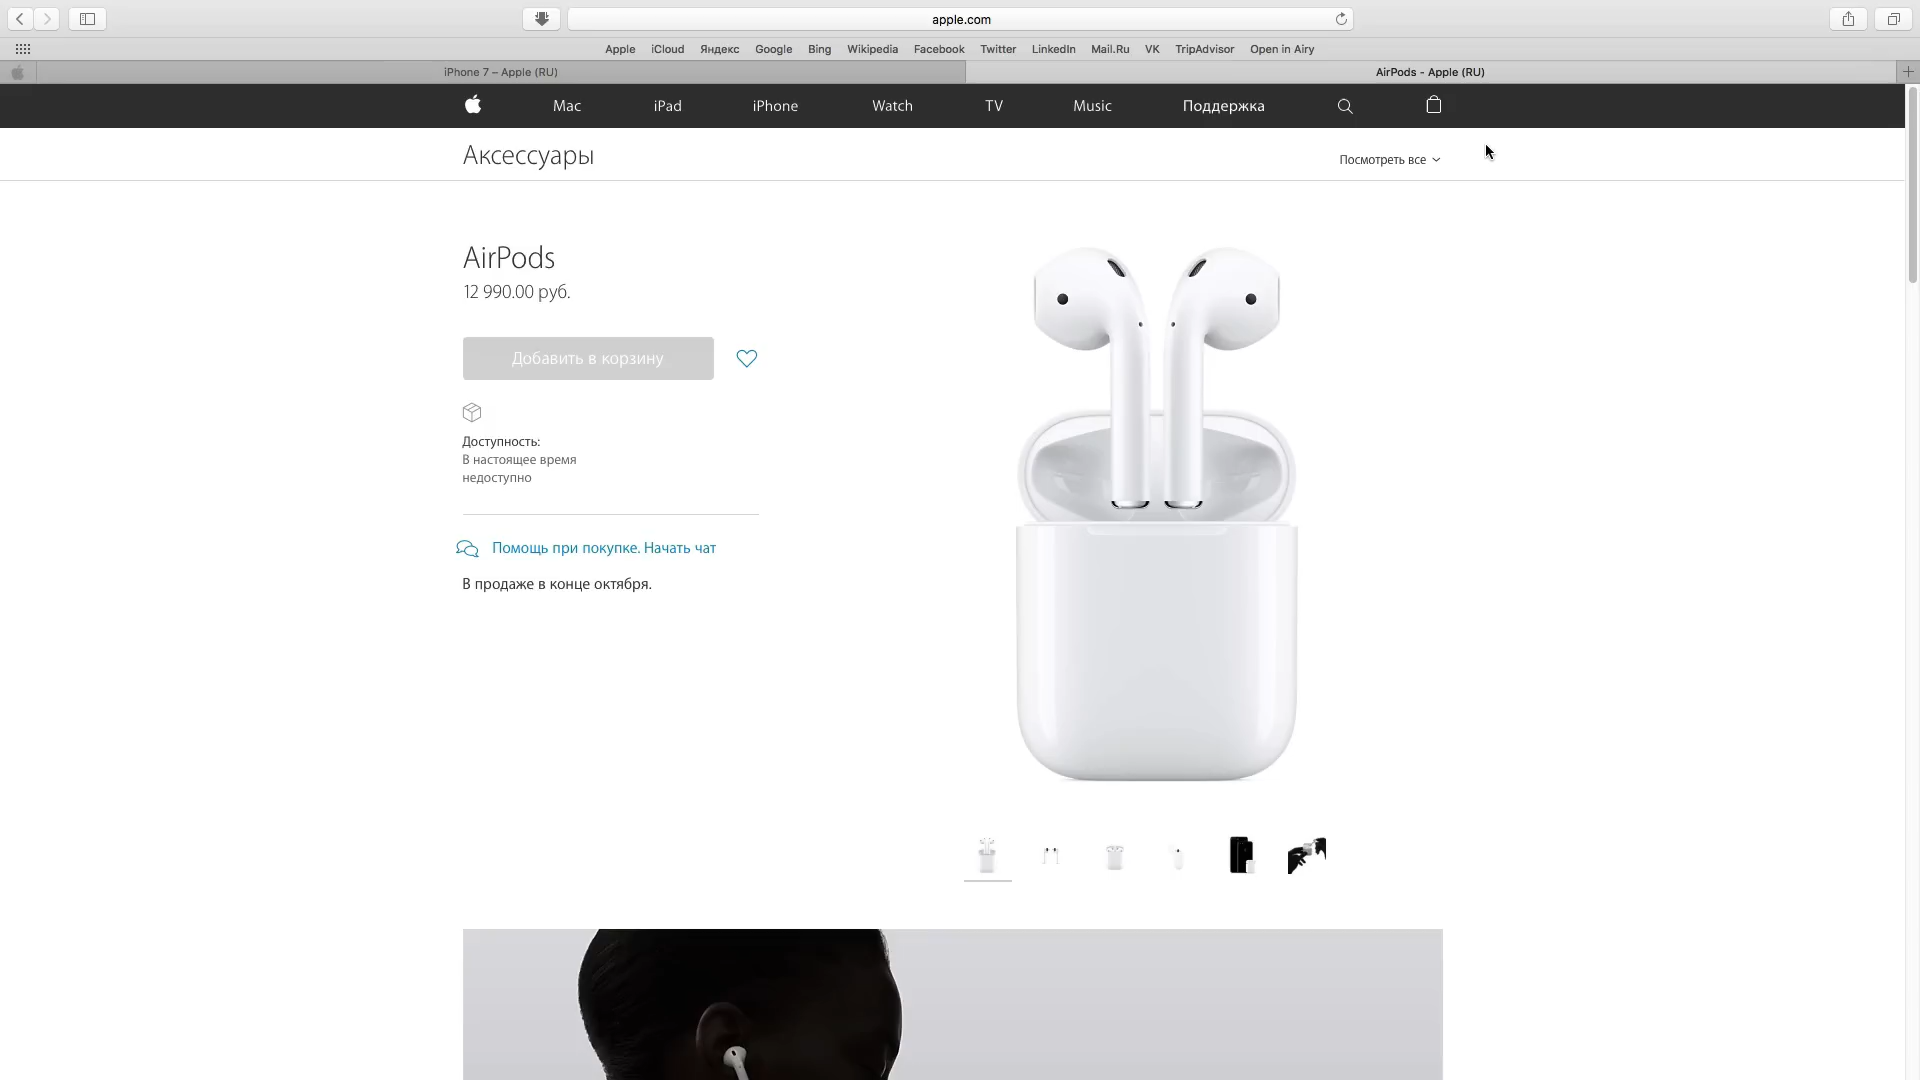 apple.com
Apple iCloud Яндекс Google Bing Wikipedia Facebook Twitter LinkedIn Mail.Ru VK TripAdvisor Open in Airy
iPhone 7 – Apple (RU)
AirPods - Apple (RU)
Mac iPad iPhone Watch TV Music Поддержка
Аксессуары
Посмотреть все
AirPods
12 990.00 руб.
Добавить в корзину
Доступность:
В настоящее время
недоступно
Помощь при покупке. Начать чат
В продаже в конце октября.